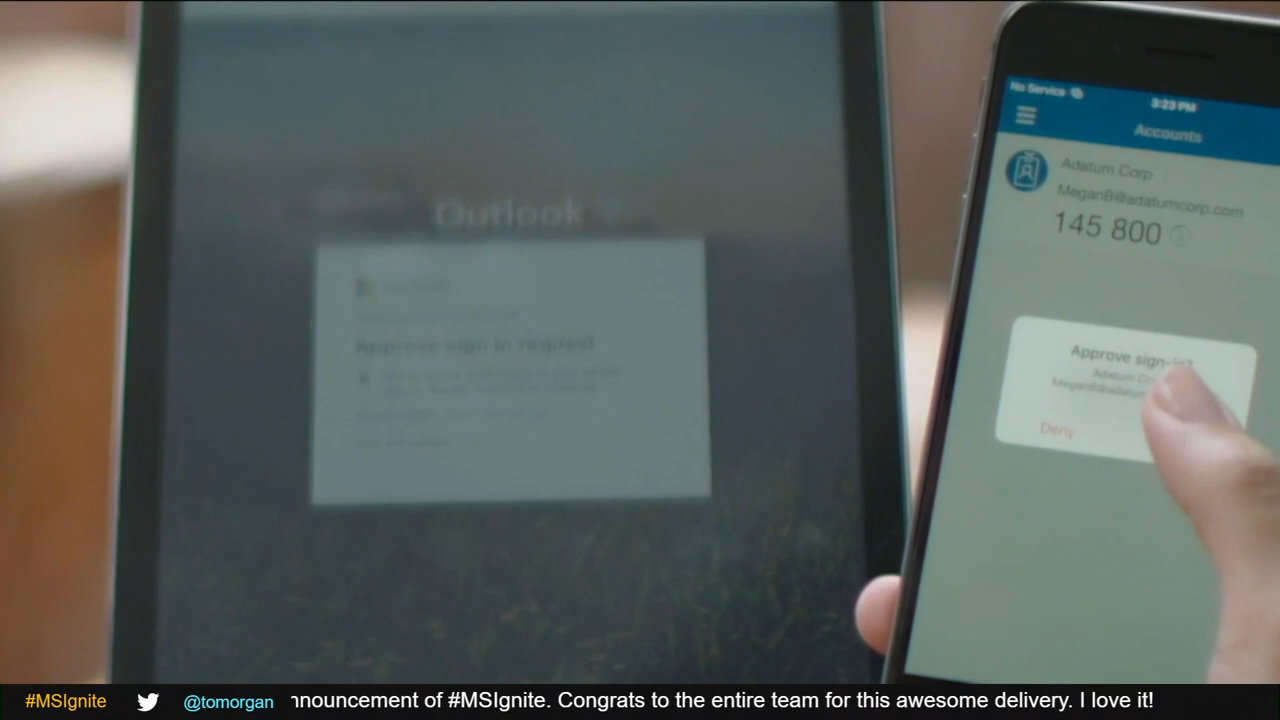 Outlook
Approve sign in request
No Service
3:23 PM
Accounts
Adatum Corp
MeganB@adatumcorp.com
145 800
Approve sign-in?
Adatum
Deny
#MSIgnite
@tomorgan
nnouncement of #MSIgnite. Congrats to the entire team for this awesome delivery. I love it!